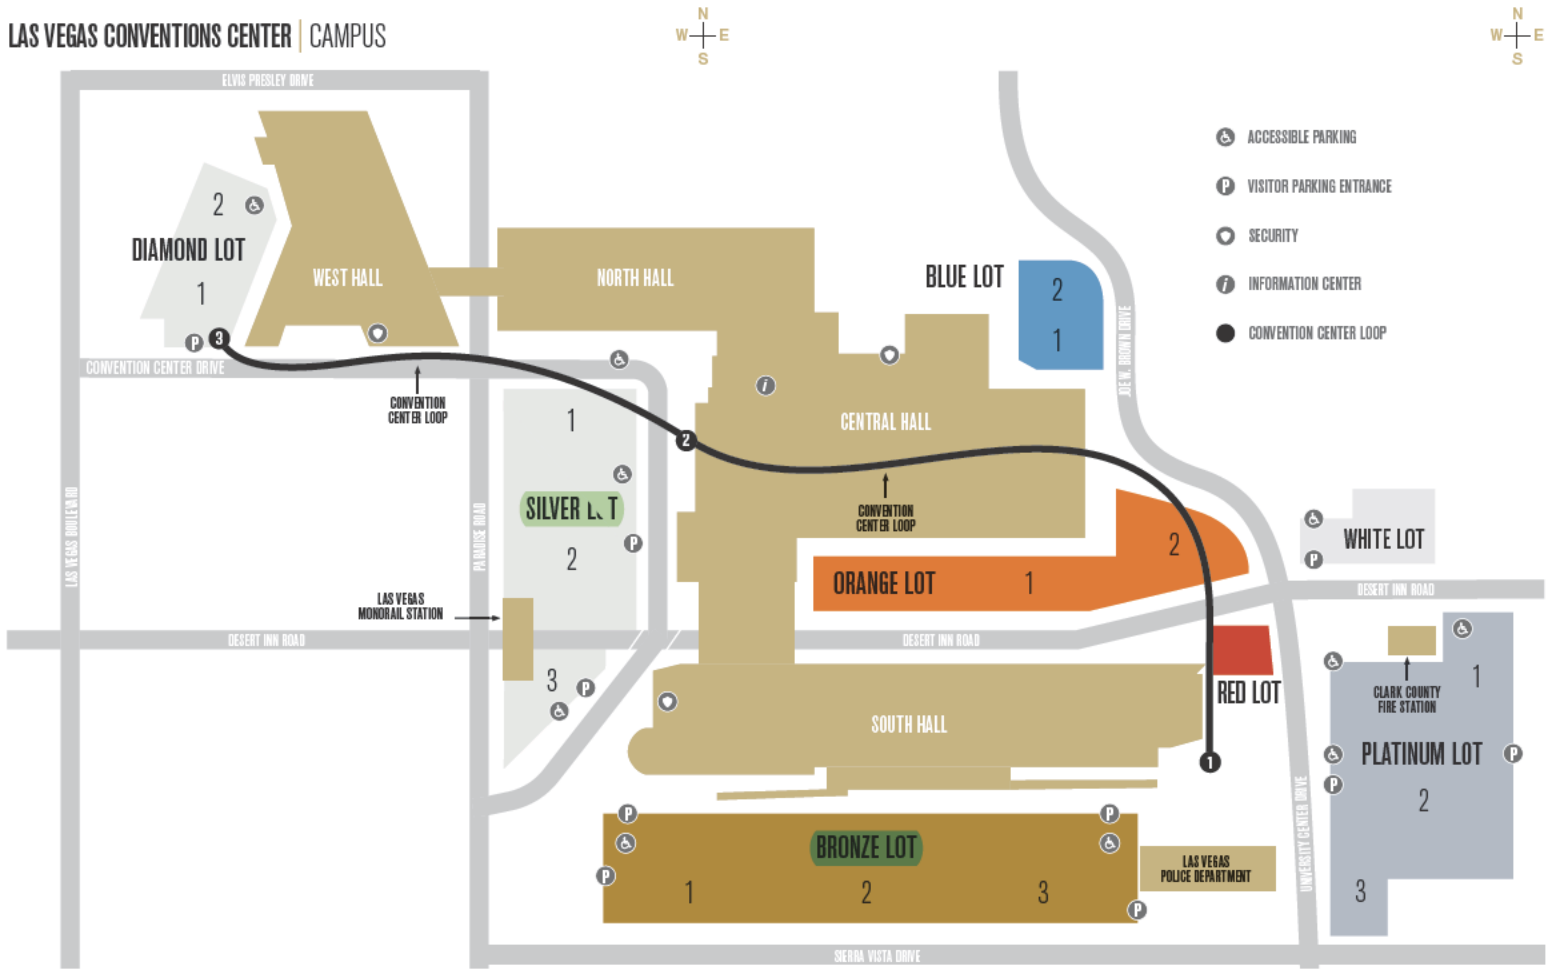 LAS VEGAS CONVENTIONS CENTER | CAMPUS
N
W E
S
N
W E
S
ELVIS PRESLEY DRIVE
ACCESSIBLE PARKING
P VISITOR PARKING ENTRANCE
SECURITY
i INFORMATION CENTER
CONVENTION CENTER LOOP
2
DIAMOND LOT
1
P
3
WEST HALL
NORTH HALL
BLUE LOT
2
1
JOE W. BROWN DRIVE
CONVENTION CENTER DRIVE
CONVENTION
CENTER LOOP
i
CENTRAL HALL
2
CONVENTION
CENTER LOOP
LAS VEGAS BOULEVARD
PARADISE ROAD
1
SILVER L T
2
P
LAS VEGAS
MONORAIL STATION
3
P
ORANGE LOT
1
2
WHITE LOT
P
DESERT INN ROAD
DESERT INN ROAD
DESERT INN ROAD
RED LOT
SOUTH HALL
1
CLARK COUNTY
FIRE STATION
1
PLATINUM LOT
P
P
2
3
UNIVERSITY CENTER DRIVE
P
P
P
P
BRONZE LOT
1
2
3
LAS VEGAS
POLICE DEPARTMENT
SIERRA VISTA DRIVE